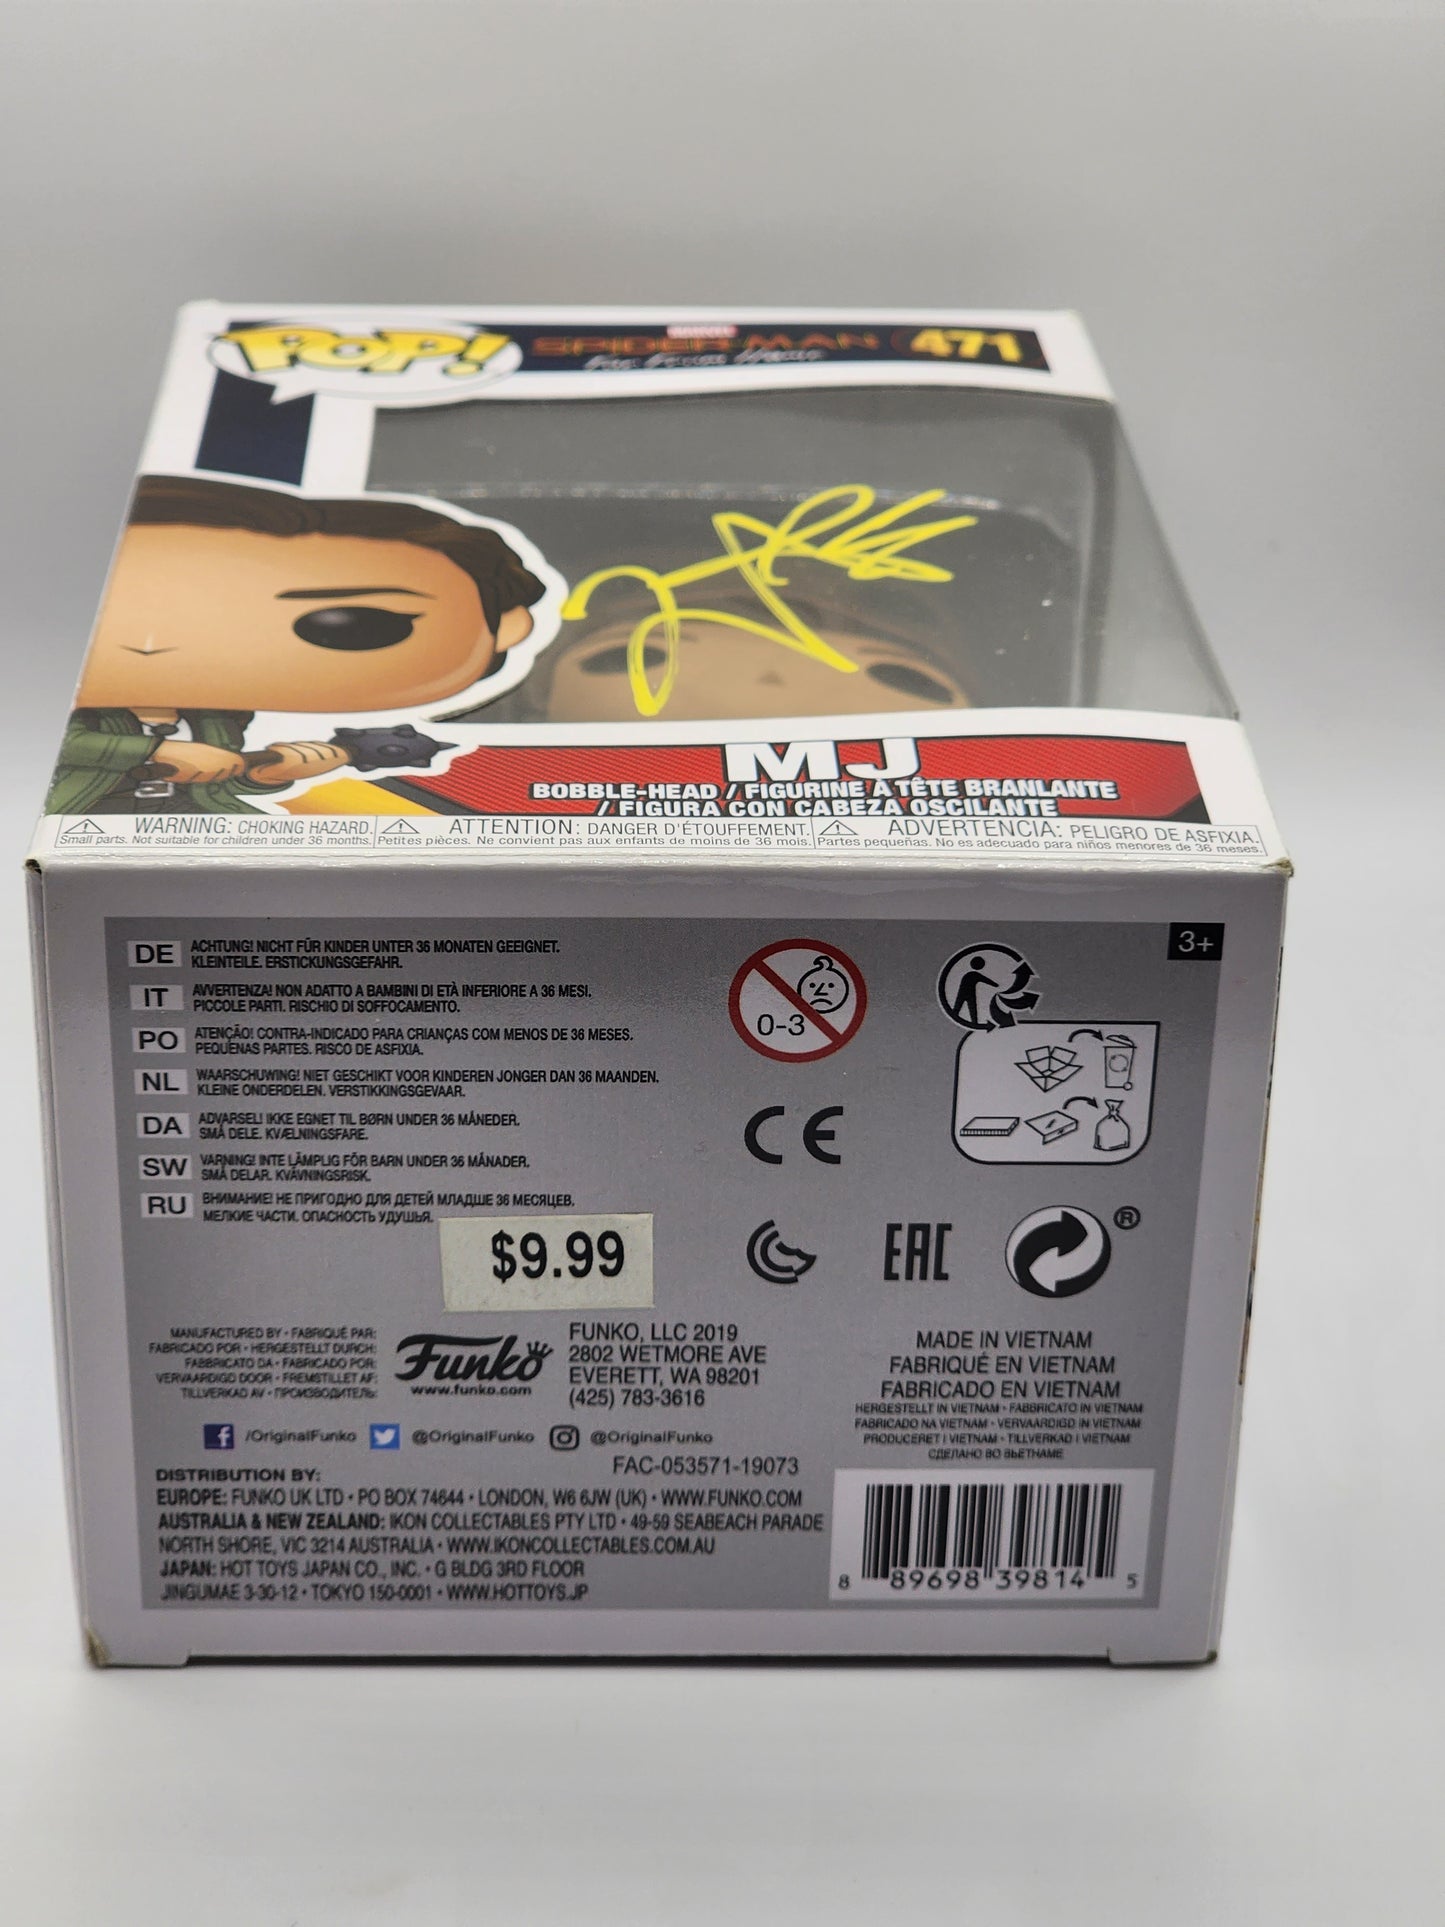 POP!
MARVEL
SPIDER-MAN
Far From Home
471
MJ
BOBBLE-HEAD / FIGURINE À TÊTE BRANLANTE
/ FIGURA CON CABEZA OSCILANTE
WARNING: CHOKING HAZARD.
Small parts. Not suitable for children under 36 months.
ATTENTION: DANGER D'ÉTOUFFEMENT.
Petites pièces. Ne convient pas aux enfants de moins de 36 mois.
ADVERTENCIA: PELIGRO DE ASFIXIA.
Partes pequeñas. No es adecuado para niños menores de 36 meses.
3+
DE ACHTUNG! NICHT FÜR KINDER UNTER 36 MONATEN GEEIGNET.
KLEINTEILE. ERSTICKUNGSGEFAHR.
IT AVVERTENZA! NON ADATTO A BAMBINI DI ETÀ INFERIORE A 36 MESI.
PICCOLE PARTI. RISCHIO DI SOFFOCAMENTO.
PO ATENÇÃO! CONTRA-INDICADO PARA CRIANÇAS COM MENOS DE 36 MESES.
PEQUENAS PARTES. RISCO DE ASFIXIA.
NL WAARSCHUWING! NIET GESCHIKT VOOR KINDEREN JONGER DAN 36 MAANDEN.
KLEINE ONDERDELEN. VERSTIKKINGSGEVAAR.
DA ADVARSEL! IKKE EGNET TIL BØRN UNDER 36 MÅNEDER.
SMÅ DELE. KVÆLNINGSFARE.
SW VARNING! INTE LÄMPLIG FÖR BARN UNDER 36 MÅNADER.
SMÅ DELAR. KVÄVNINGSRISK.
RU ВНИМАНИЕ! НЕ ПРИГОДНО ДЛЯ ДЕТЕЙ МЛАДШЕ 36 МЕСЯЦЕВ.
МЕЛКИЕ ЧАСТИ. ОПАСНОСТЬ УДУШЬЯ.
0-3
CE
EAC
®
$9.99
MANUFACTURED BY • FABRIQUÉ PAR:
FABRICADO POR • HERGESTELLT DURCH:
FABBRICATO DA • FABRICADO POR:
VERVAARDIGD DOOR • FREMSTILLET AF:
TILLVERKAD AV • ПРОИЗВОДИТЕЛЬ:
Funko
www.funko.com
FUNKO, LLC 2019
2802 WETMORE AVE
EVERETT, WA 98201
(425) 783-3616
/OriginalFunko @OriginalFunko @OriginalFunko
FAC-053571-19073
DISTRIBUTION BY:
EUROPE: FUNKO UK LTD • PO BOX 74644 • LONDON, W6 6JW (UK) • WWW.FUNKO.COM
AUSTRALIA & NEW ZEALAND: IKON COLLECTABLES PTY LTD • 49-59 SEABEACH PARADE
NORTH SHORE, VIC 3214 AUSTRALIA • WWW.IKONCOLLECTABLES.COM.AU
JAPAN: HOT TOYS JAPAN CO., INC. • G BLDG 3RD FLOOR
JINGUMAE 3-30-12 • TOKYO 150-0001 • WWW.HOTTOYS.JP
MADE IN VIETNAM
FABRIQUÉ EN VIETNAM
FABRICADO EN VIETNAM
HERGESTELLT IN VIETNAM • FABBRICATO IN VIETNAM
FABRICADO NA VIETNAM • VERVAARDIGD IN VIETNAM
PRODUCERET I VIETNAM • TILLVERKAD I VIETNAM
СДЕЛАНО ВО ВЬЕТНАМЕ
8 89698 39814 5